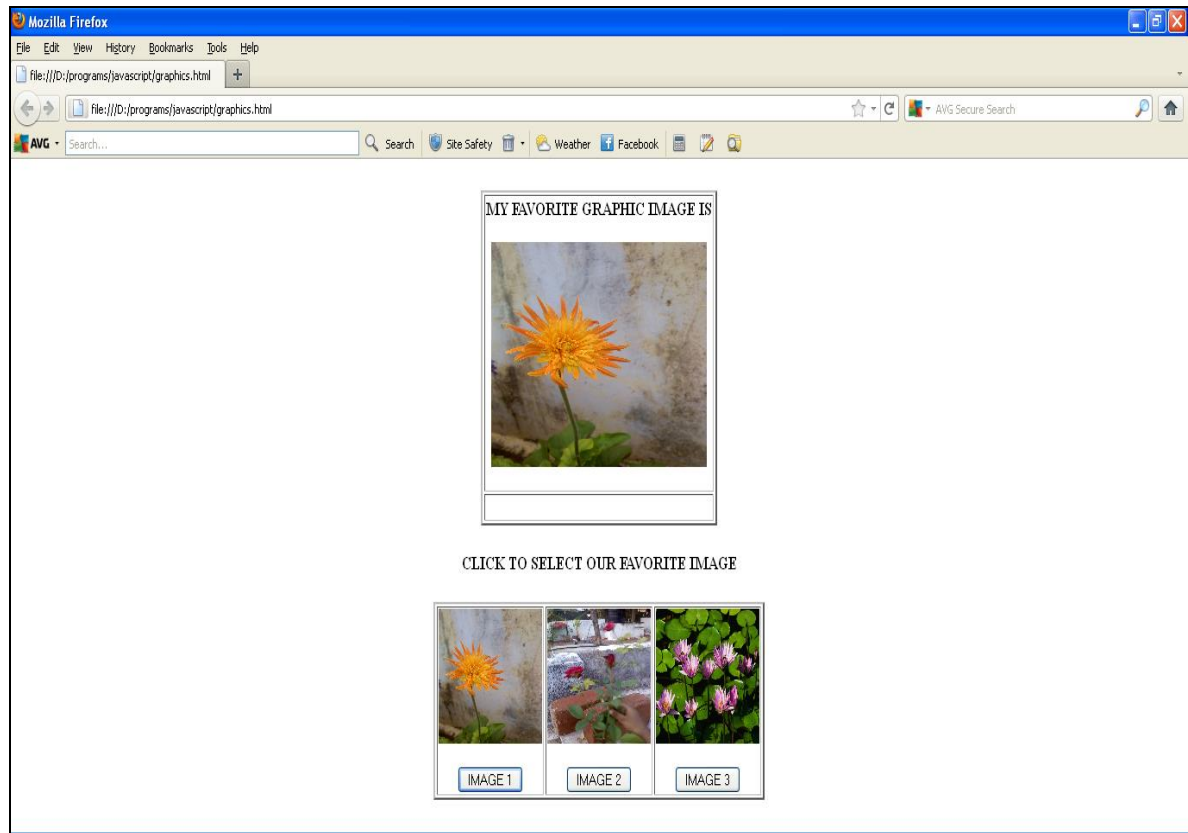 Mozilla Firefox
File Edit View History Bookmarks Tools Help
file:///D:/programs/javascript/graphics.html +
file:///D:/programs/javascript/graphics.html AVG Secure Search
AVG Search... Search Site Safety Weather Facebook
MY FAVORITE GRAPHIC IMAGE IS
CLICK TO SELECT OUR FAVORITE IMAGE
IMAGE 1 IMAGE 2 IMAGE 3